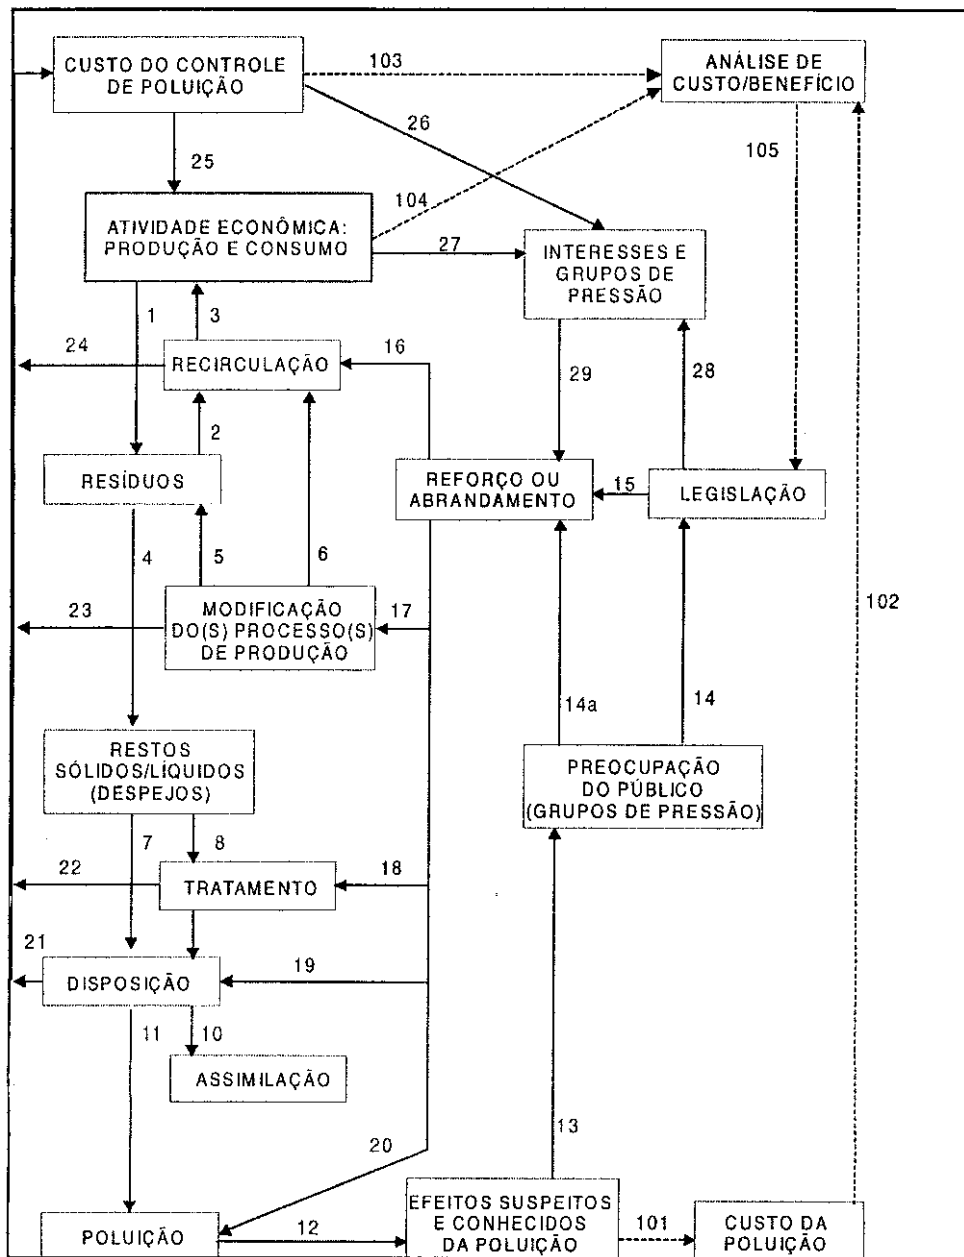 CUSTO DO CONTROLE
DE POLUIÇÃO
103
ANÁLISE DE
CUSTO/BENEFÍCIO
26
105
25
104
ATIVIDADE ECONÔMICA:
PRODUÇÃO E CONSUMO
27
INTERESSES E
GRUPOS DE
PRESSÃO
1
3
24
RECIRCULAÇÃO
16
29
28
2
RESÍDUOS
REFORÇO OU
ABRANDAMENTO
15
LEGISLAÇÃO
4
5
6
102
23
MODIFICAÇÃO
DO(S) PROCESSO(S)
DE PRODUÇÃO
17
14a
14
RESTOS
SÓLIDOS/LÍQUIDOS
(DESPEJOS)
PREOCUPAÇÃO
DO PÚBLICO
(GRUPOS DE PRESSÃO)
7
8
22
TRATAMENTO
18
21
DISPOSIÇÃO
19
11
10
ASSIMILAÇÃO
20
13
POLUIÇÃO
12
EFEITOS SUSPEITOS
E CONHECIDOS
DA POLUIÇÃO
101
CUSTO DA
POLUIÇÃO